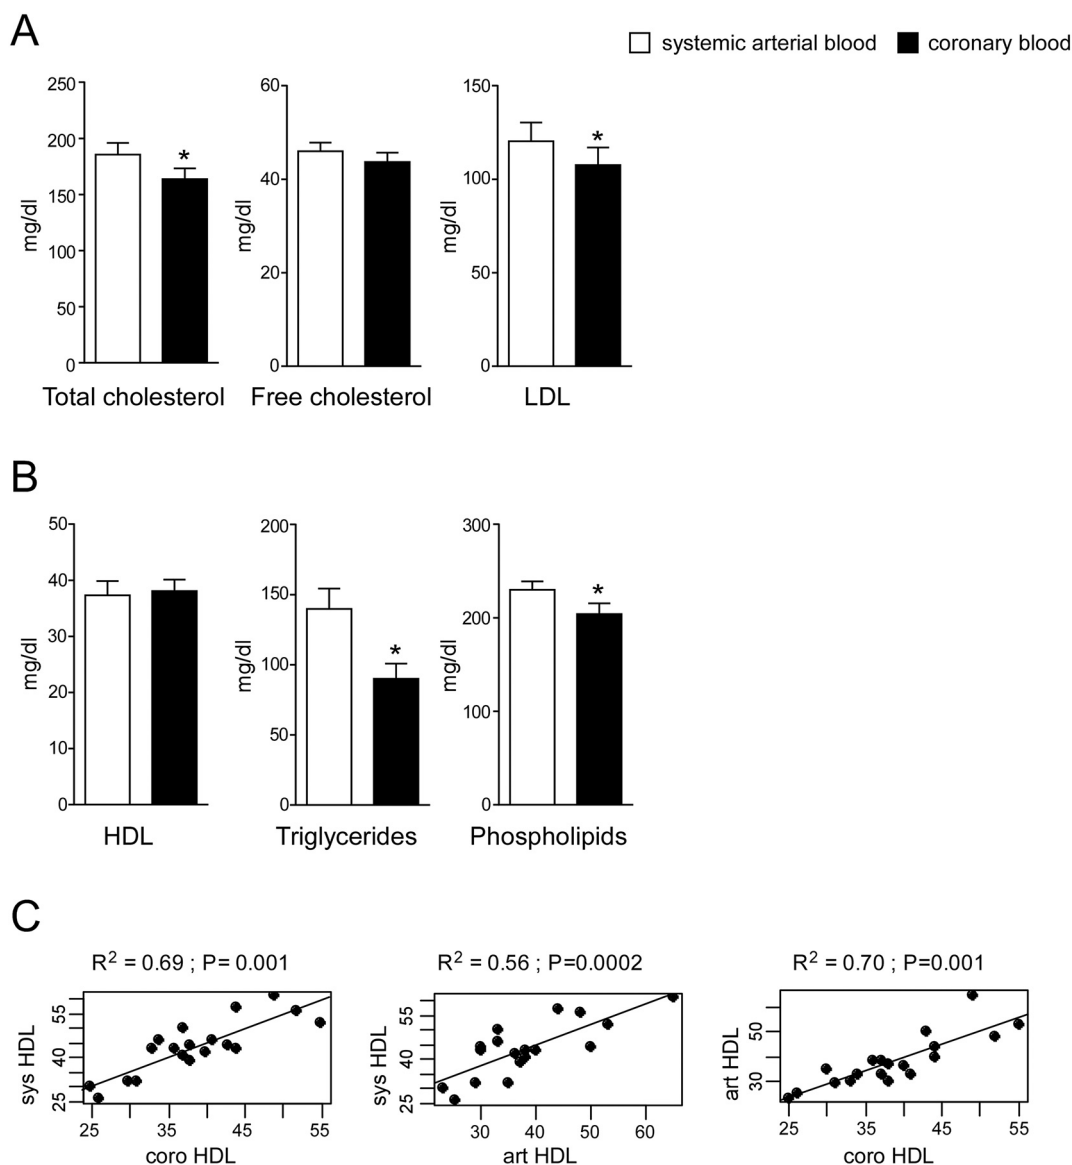 A
systemic arterial blood coronary blood
250
200
150
100
50
0
mg/dl
*
Total cholesterol
60
40
20
0
mg/dl
Free cholesterol
150
100
50
0
mg/dl
*
LDL
B
50
40
30
20
10
0
mg/dl
HDL
200
150
100
50
0
mg/dl
*
Triglycerides
300
200
100
0
mg/dl
*
Phospholipids
C
R² = 0.69 ; P= 0.001
55
40
25
sys HDL
25 35 45 55
coro HDL
R² = 0.56 ; P=0.0002
55
40
25
sys HDL
30 40 50 60
art HDL
R² = 0.70 ; P=0.001
50
30
art HDL
25 35 45 55
coro HDL